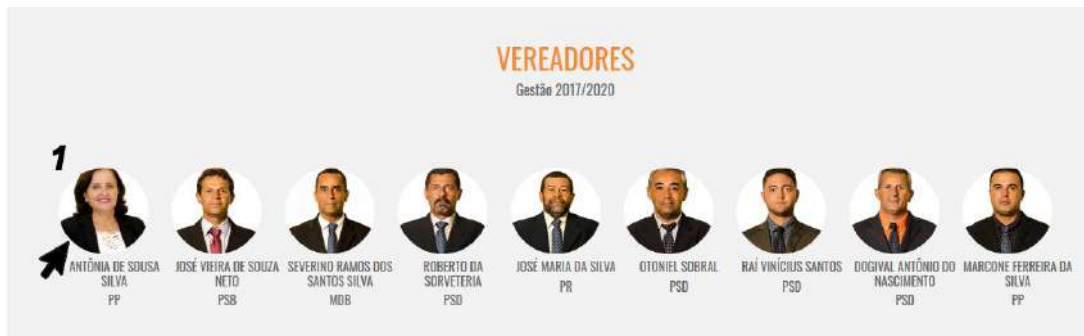 VEREADORES
Gestão 2017/2020
1
ANTÔNIA DE SOUSA
SILVA
PP
JOSÉ VIEIRA DE SOUZA
NETO
PSB
SEVERINO RAMOS DOS
SANTOS SILVA
MDB
ROBERTO DA
SORVETERIA
PSD
JOSÉ MARIA DA SILVA
PR
OTONIEL SOBRAL
PSD
RAÍ VINÍCIUS SANTOS
PSD
DOGIVAL ANTÔNIO DO
NASCIMENTO
PSD
MARCONE FERREIRA DA
SILVA
PP